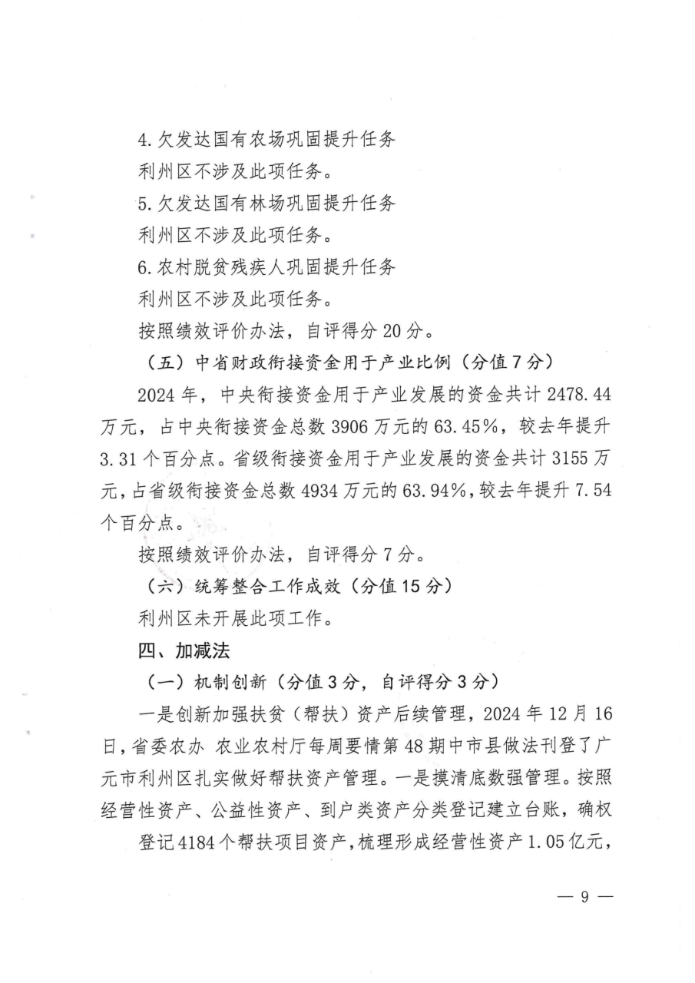 4.欠发达国有农场巩固提升任务
利州区不涉及此项任务。
5.欠发达国有林场巩固提升任务
利州区不涉及此项任务。
6.农村脱贫残疾人巩固提升任务
利州区不涉及此项任务。
按照绩效评价办法，自评得分 20 分。
（五）中省财政衔接资金用于产业比例（分值 7 分）
2024 年，中央衔接资金用于产业发展的资金共计 2478.44
万元，占中央衔接资金总数 3906 万元的 63.45%，较去年提升
3.31 个百分点。省级衔接资金用于产业发展的资金共计 3155 万
元，占省级衔接资金总数 4934 万元的 63.94%，较去年提升 7.54
个百分点。
按照绩效评价办法，自评得分 7 分。
（六）统筹整合工作成效（分值 15 分）
利州区未开展此项工作。
四、加减法
（一）机制创新（分值 3 分，自评得分 3 分）
一是创新加强扶贫（帮扶）资产后续管理，2024 年 12 月 16
日，省委农办 农业农村厅每周要情第 48 期中市县做法刊登了广
元市利州区扎实做好帮扶资产管理。一是摸清底数强管理。按照
经营性资产、公益性资产、到户类资产分类登记建立台账，确权
登记 4184 个帮扶项目资产，梳理形成经营性资产 1.05 亿元，
— 9 —